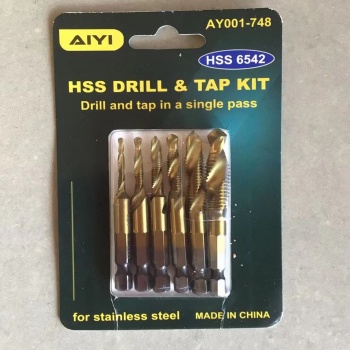 AIYI
AY001-748
HSS 6542
HSS DRILL & TAP KIT
Drill and tap in a single pass
for stainless steel
MADE IN CHINA